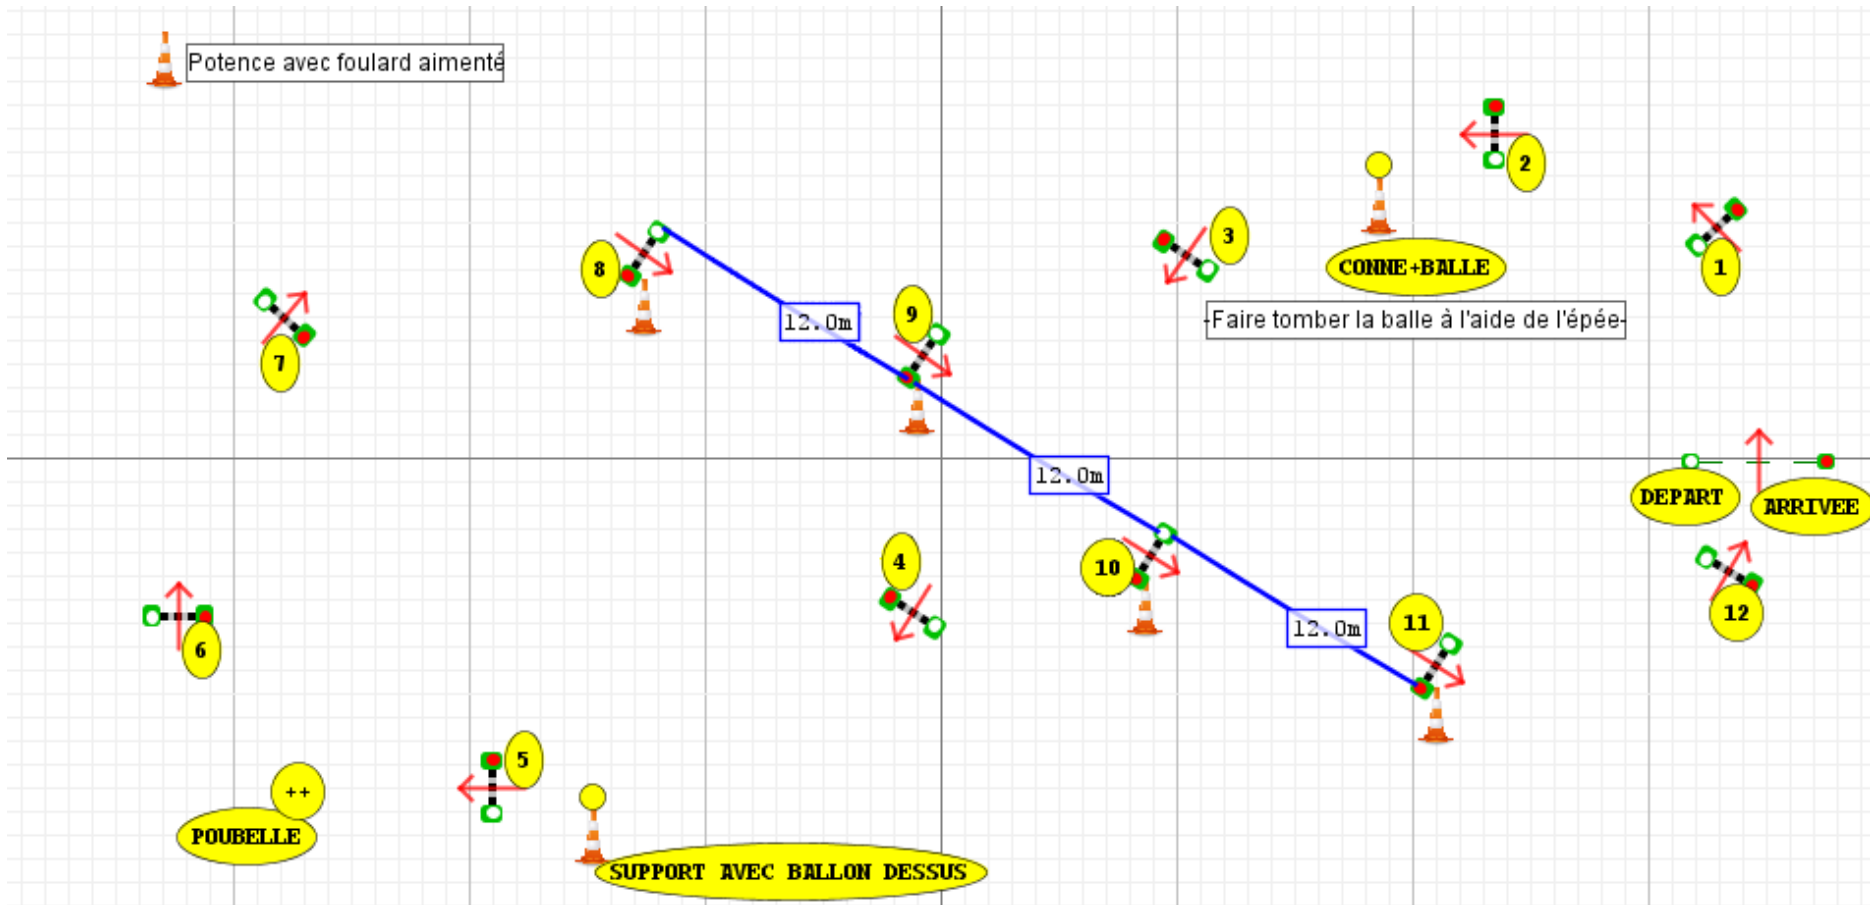 Potence avec foulard aimenté
2
3
CONNE+BALLE
1
8
9
12.0m
-Faire tomber la balle à l'aide de l'épée-
7
12.0m
DEPART
ARRIVEE
4
10
11
12.0m
12
6
5
++
POUBELLE
SUPPORT AVEC BALLON DESSUS